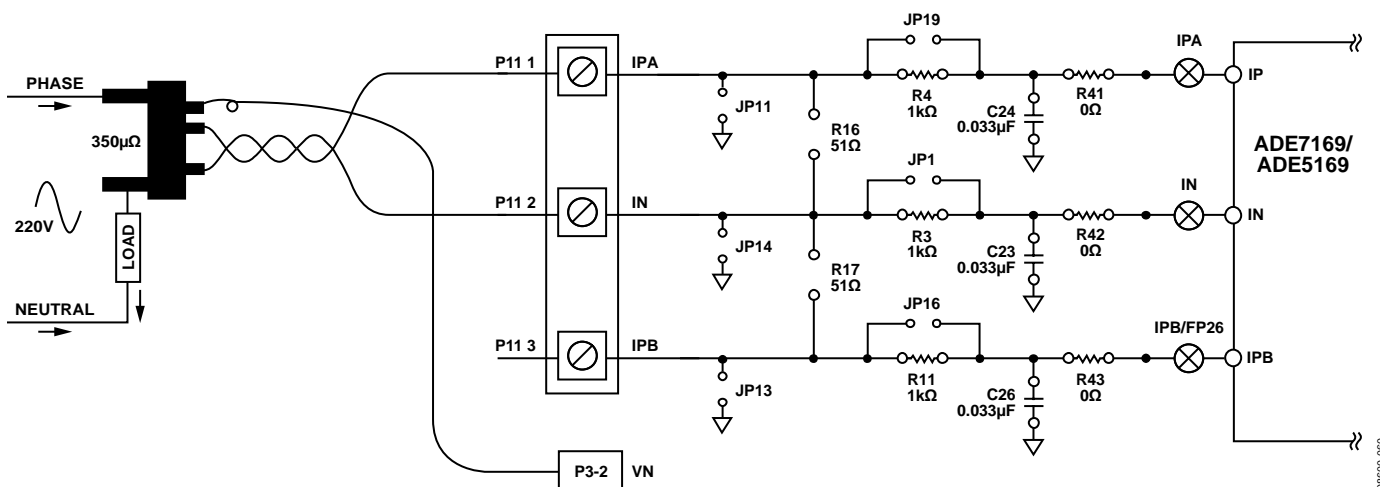 PHASE
350µΩ
220V
LOAD
NEUTRAL
P11 1
IPA
P11 2
IN
P11 3
IPB
P3-2
VN
JP11
JP14
JP13
R16
51Ω
R17
51Ω
JP19
R4
1kΩ
JP1
R3
1kΩ
JP16
R11
1kΩ
C24
0.033µF
C23
0.033µF
C26
0.033µF
R41
0Ω
R42
0Ω
R43
0Ω
IPA
IP
IN
IN
IPB/FP26
IPB
ADE7169/
ADE5169